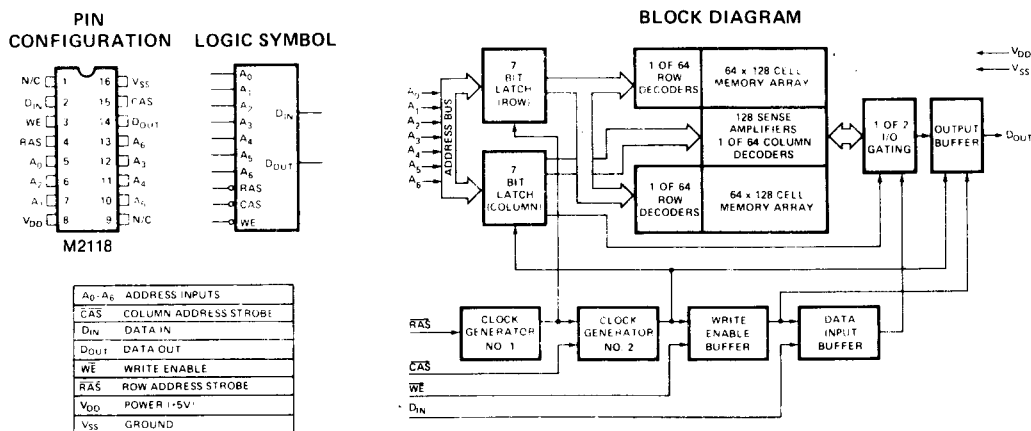 PIN
CONFIGURATION
N/C 1 16 VSS
DIN 2 15 CAS
WE 3 14 DOUT
RAS 4 13 A6
A0 5 12 A3
A2 6 11 A4
A1 7 10 A5
VDD 8 9 N/C
M2118
LOGIC SYMBOL
A0
A1
A2
A3
A4
A5
A6
RAS
CAS
WE
DIN
DOUT
A0-A6 ADDRESS INPUTS
CAS COLUMN ADDRESS STROBE
DIN DATA IN
DOUT DATA OUT
WE WRITE ENABLE
RAS ROW ADDRESS STROBE
VDD POWER (+5V)
VSS GROUND
BLOCK DIAGRAM
VDD
VSS
A0
A1
A2
A3
A4
A5
A6
ADDRESS BUS
7
BIT
LATCH
(ROW)
7
BIT
LATCH
(COLUMN)
1 OF 64
ROW
DECODERS
64 x 128 CELL
MEMORY ARRAY
128 SENSE
AMPLIFIERS
1 OF 64 COLUMN
DECODERS
1 OF 64
ROW
DECODERS
64 x 128 CELL
MEMORY ARRAY
1 OF 2
I/O
GATING
OUTPUT
BUFFER
DOUT
RAS
CLOCK
GENERATOR
NO. 1
CLOCK
GENERATOR
NO. 2
WRITE
ENABLE
BUFFER
DATA
INPUT
BUFFER
CAS
WE
DIN